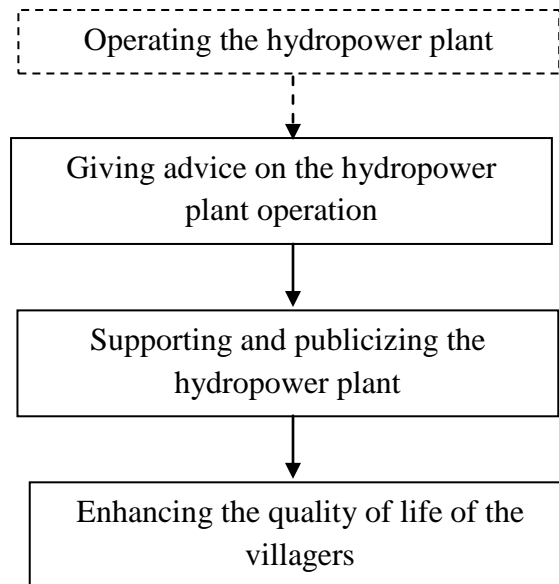 Operating the hydropower plant
Giving advice on the hydropower
plant operation
Supporting and publicizing the
hydropower plant
Enhancing the quality of life of the
villagers